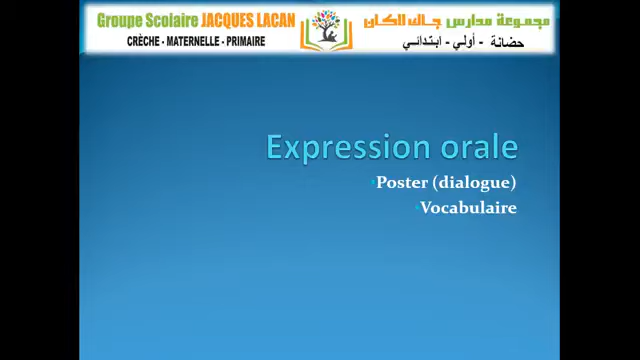 Groupe Scolaire JACQUES LACAN
CRÈCHE - MATERNELLE - PRIMAIRE
مجموعة مدارس جاك لاكان
حضانة - أولي - ابتدائي
Expression orale
Poster (dialogue)
Vocabulaire